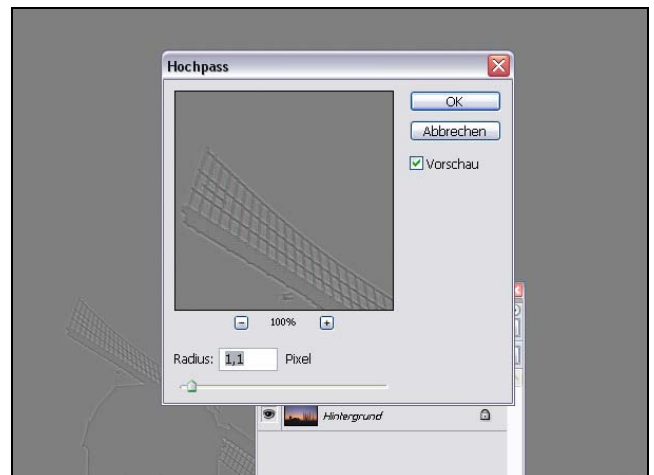 Hochpass
OK
Abbrechen
Vorschau
100%
Radius: 1,1 Pixel
Hintergrund